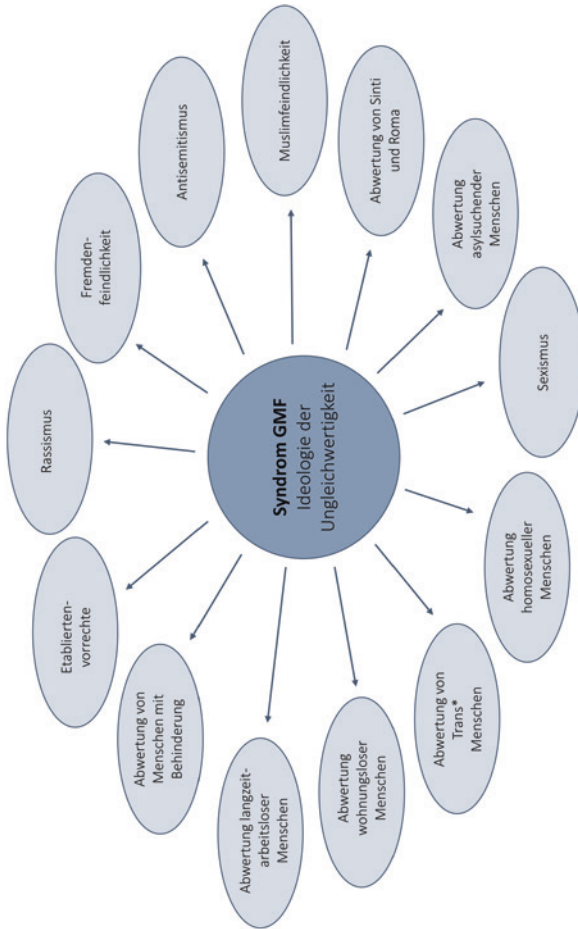 Syndrom GMF
Ideologie der
Ungleichwertigkeit
Rassismus
Fremden-
feindlichkeit
Antisemitismus
Muslimfeindlichkeit
Abwertung von Sinti
und Roma
Abwertung
asylsuchender
Menschen
Sexismus
Abwertung
homosexueller
Menschen
Abwertung von
Trans*
Menschen
Abwertung
wohnungsloser
Menschen
Abwertung langzeit-
arbeitsloser
Menschen
Abwertung von
Menschen mit
Behinderung
Etablierten-
vorrechte